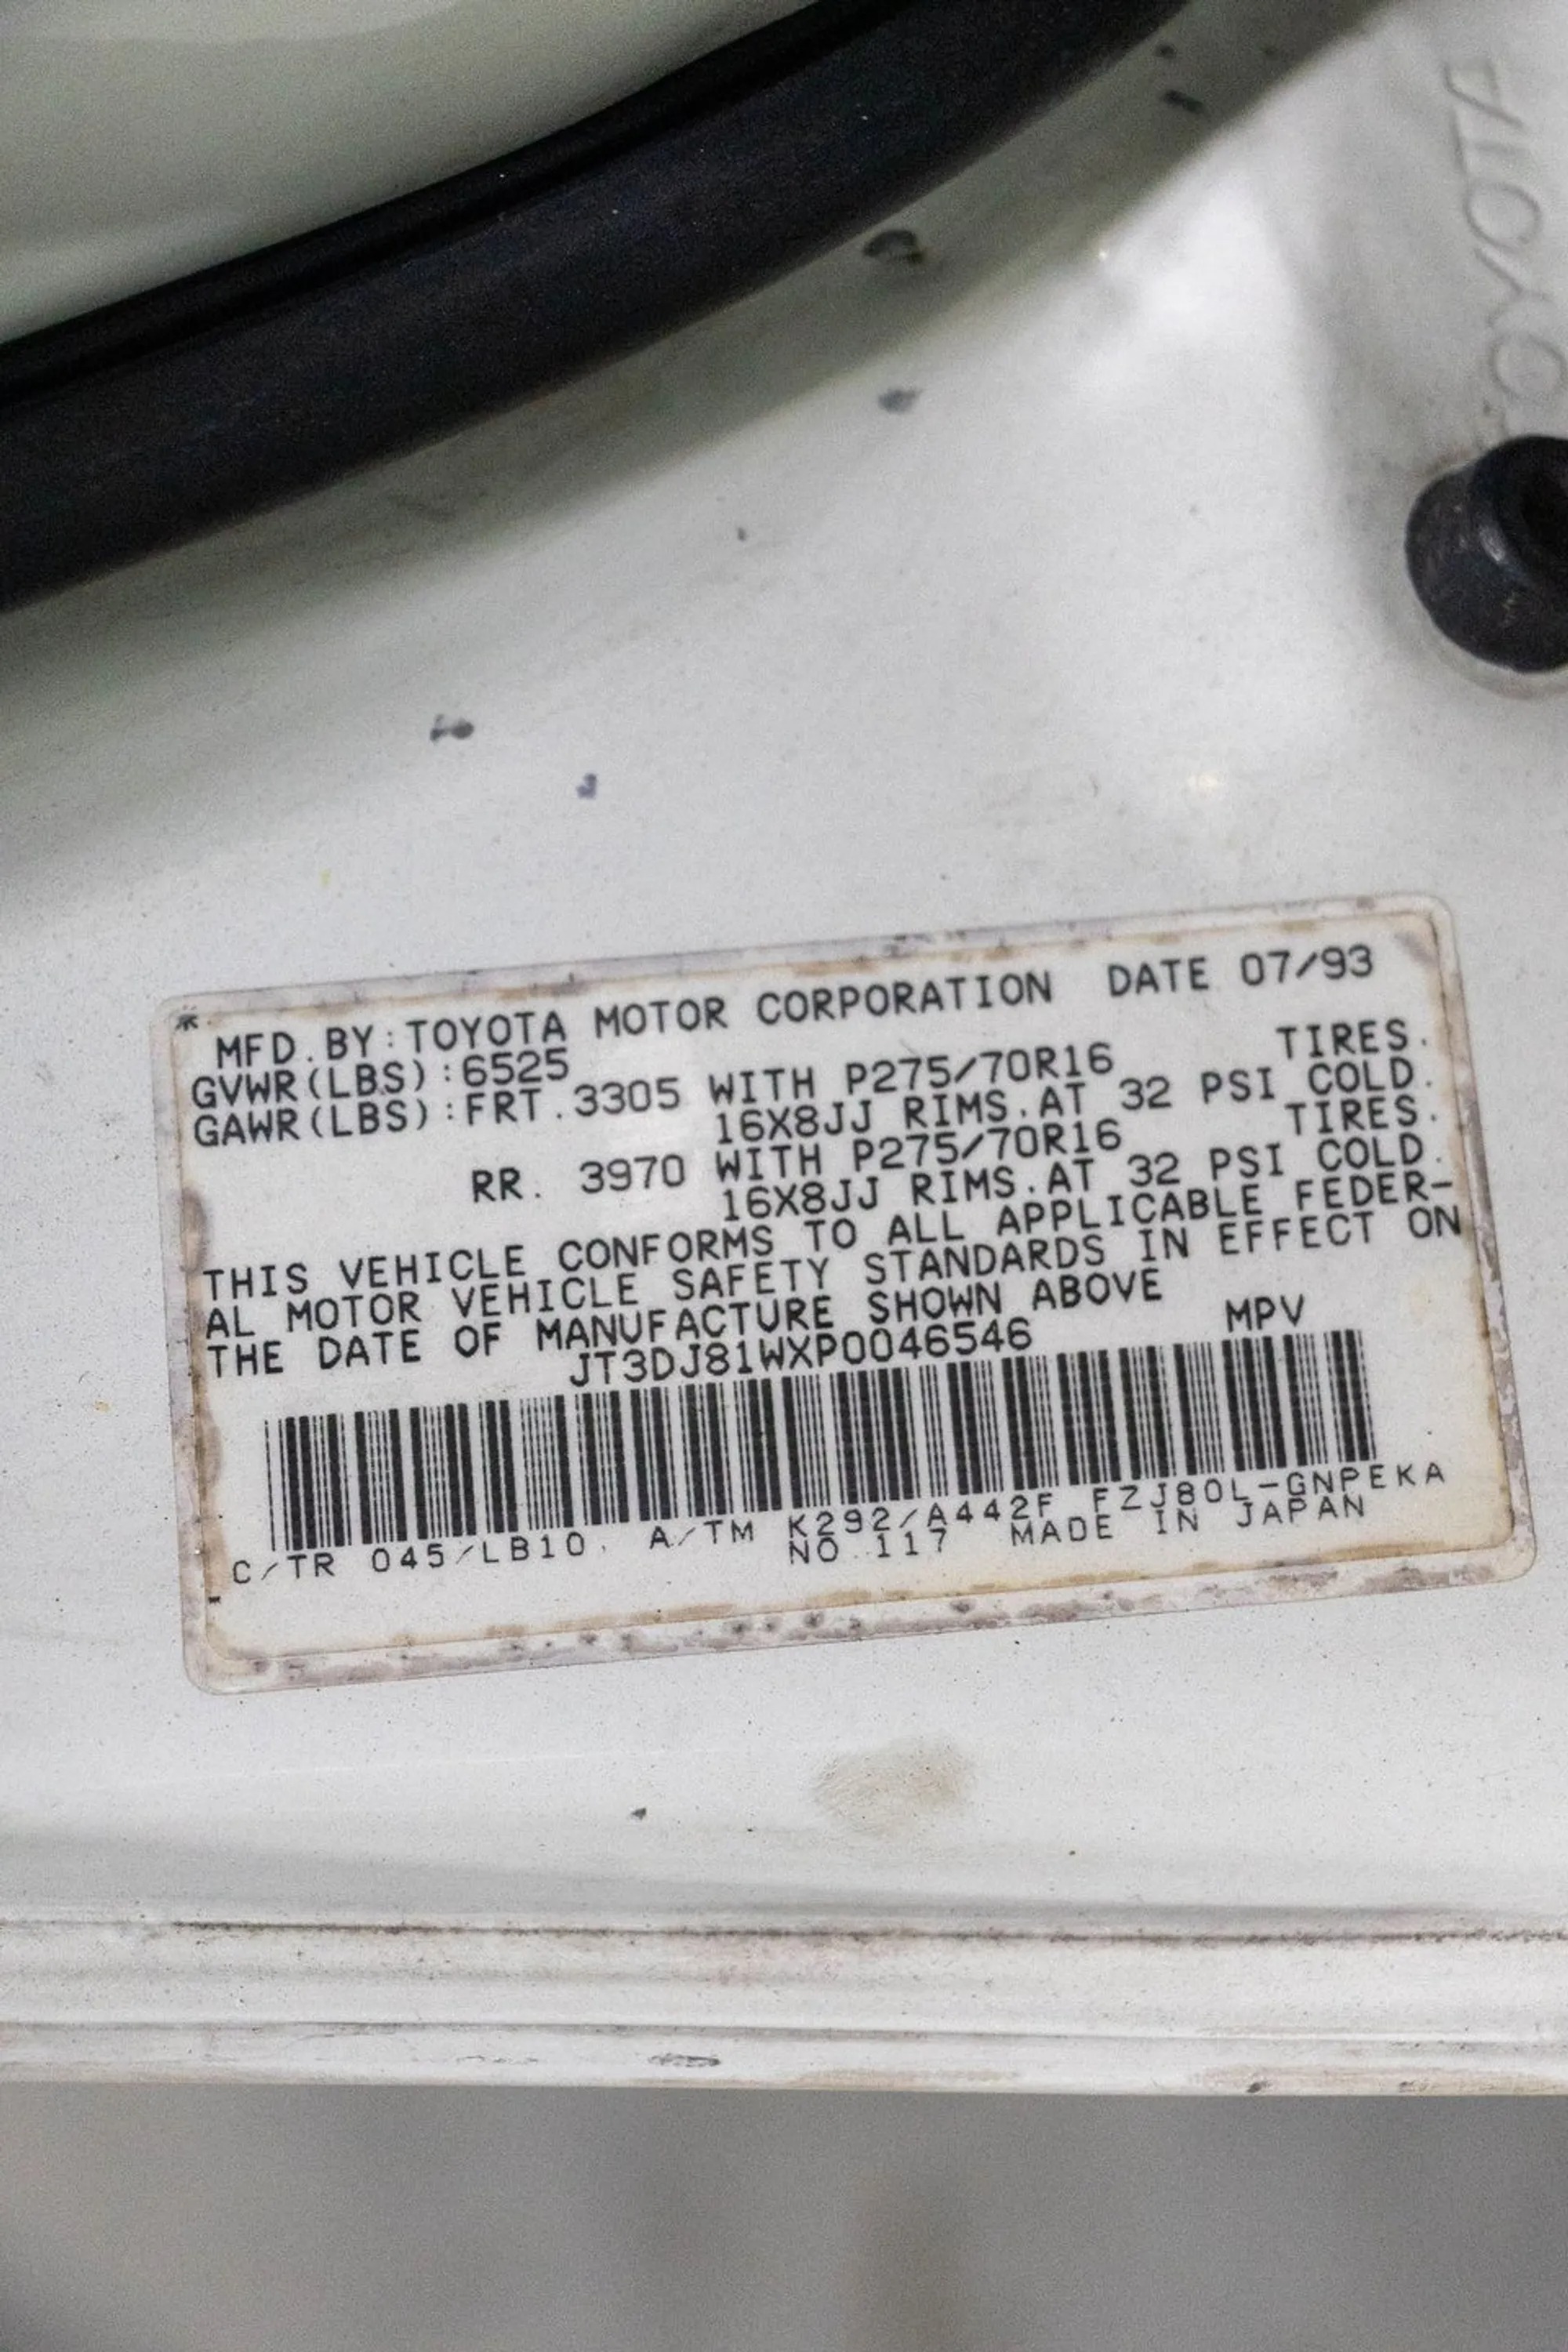 TOYOTA
MFD.BY:TOYOTA MOTOR CORPORATION DATE 07/93
GVWR(LBS):6525
GAWR(LBS):FRT.3305 WITH P275/70R16 TIRES.
16X8JJ RIMS.AT 32 PSI COLD.
RR. 3970 WITH P275/70R16 TIRES.
16X8JJ RIMS.AT 32 PSI COLD.
THIS VEHICLE CONFORMS TO ALL APPLICABLE FEDER-
AL MOTOR VEHICLE SAFETY STANDARDS IN EFFECT ON
THE DATE OF MANUFACTURE SHOWN ABOVE
JT3DJ81WXP0046546 MPV
C/TR 045/LB10, A/TM K292/A442F FZJ80L-GNPEKA
NO.117 MADE IN JAPAN